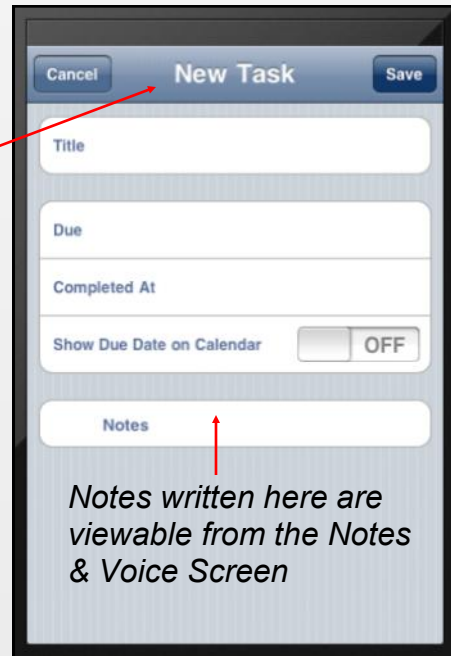 Cancel New Task Save
Title
Due
Completed At
Show Due Date on Calendar OFF
Notes
Notes written here are
viewable from the Notes
& Voice Screen